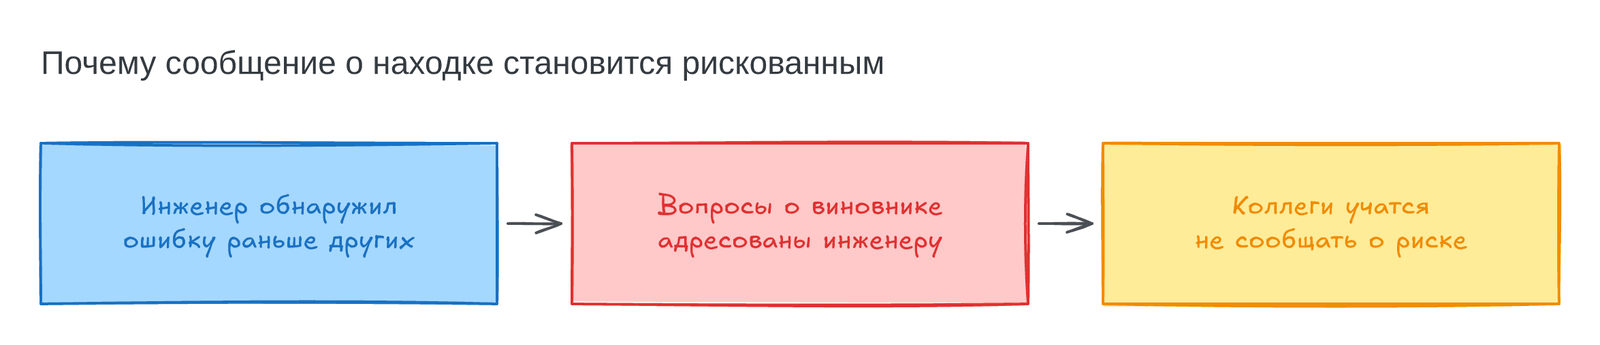 Почему сообщение о находке становится рискованным
Инженер обнаружил
ошибку раньше других
Вопросы о виновнике
адресованы инженеру
Коллеги учатся
не сообщать о риске